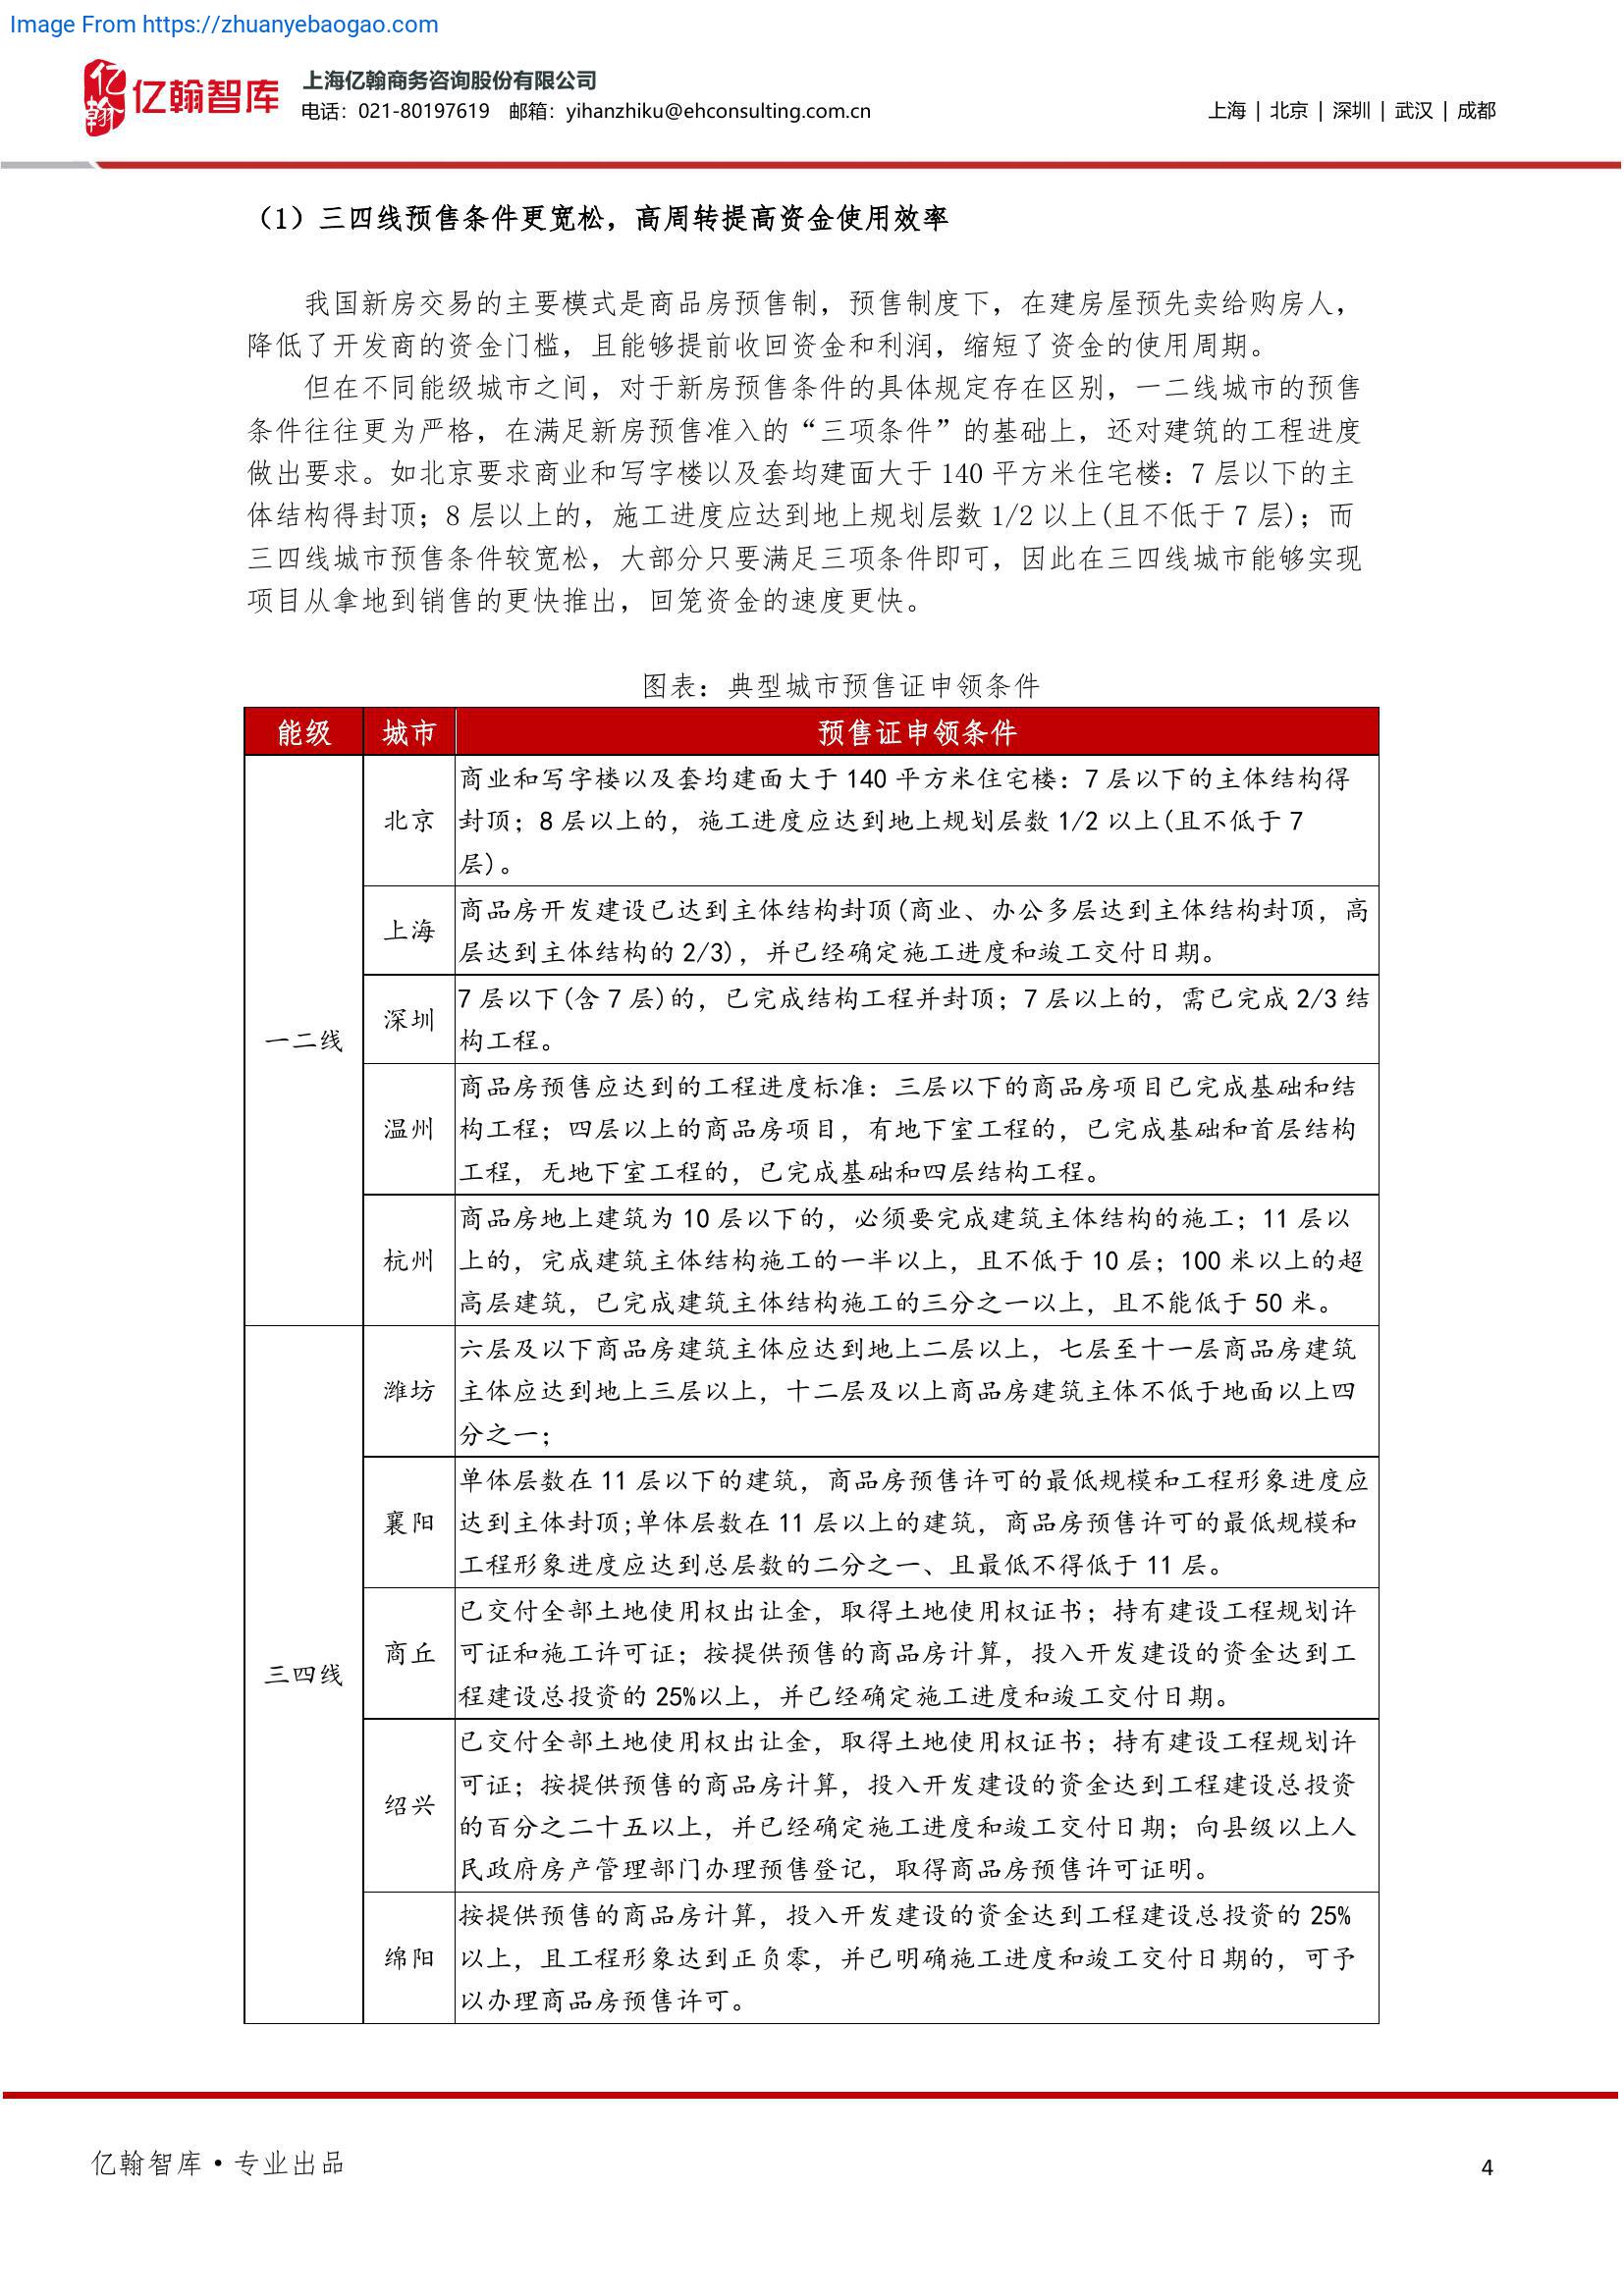 Image From https://zhuanyebaogao.com
亿翰
亿翰智库
上海亿翰商务咨询股份有限公司
电话：021-80197619 邮箱：yihanzhiku@ehconsulting.com.cn
上海 | 北京 | 深圳 | 武汉 | 成都
（1）三四线预售条件更宽松，高周转提高资金使用效率
我国新房交易的主要模式是商品房预售制，预售制度下，在建房屋预先卖给购房人，
降低了开发商的资金门槛，且能够提前收回资金和利润，缩短了资金的使用周期。
但在不同能级城市之间，对于新房预售条件的具体规定存在区别，一二线城市的预售
条件往往更为严格，在满足新房预售准入的“三项条件”的基础上，还对建筑的工程进度
做出要求。如北京要求商业和写字楼以及套均建面大于 140 平方米住宅楼：7 层以下的主
体结构得封顶；8 层以上的，施工进度应达到地上规划层数 1/2 以上(且不低于 7 层)；而
三四线城市预售条件较宽松，大部分只要满足三项条件即可，因此在三四线城市能够实现
项目从拿地到销售的更快推出，回笼资金的速度更快。
图表：典型城市预售证申领条件
能级 城市 预售证申领条件
一二线
北京
商业和写字楼以及套均建面大于 140 平方米住宅楼：7 层以下的主体结构得
封顶；8 层以上的，施工进度应达到地上规划层数 1/2 以上(且不低于 7
层)。
上海
商品房开发建设已达到主体结构封顶(商业、办公多层达到主体结构封顶，高
层达到主体结构的 2/3)，并已经确定施工进度和竣工交付日期。
深圳
7 层以下(含 7 层)的，已完成结构工程并封顶；7 层以上的，需已完成 2/3 结
构工程。
温州
商品房预售应达到的工程进度标准：三层以下的商品房项目已完成基础和结
构工程；四层以上的商品房项目，有地下室工程的，已完成基础和首层结构
工程，无地下室工程的，已完成基础和四层结构工程。
杭州
商品房地上建筑为 10 层以下的，必须要完成建筑主体结构的施工；11 层以
上的，完成建筑主体结构施工的一半以上，且不低于 10 层；100 米以上的超
高层建筑，已完成建筑主体结构施工的三分之一以上，且不能低于 50 米。
三四线
潍坊
六层及以下商品房建筑主体应达到地上二层以上，七层至十一层商品房建筑
主体应达到地上三层以上，十二层及以上商品房建筑主体不低于地面以上四
分之一；
襄阳
单体层数在 11 层以下的建筑，商品房预售许可的最低规模和工程形象进度应
达到主体封顶;单体层数在 11 层以上的建筑，商品房预售许可的最低规模和
工程形象进度应达到总层数的二分之一、且最低不得低于 11 层。
商丘
已交付全部土地使用权出让金，取得土地使用权证书；持有建设工程规划许
可证和施工许可证；按提供预售的商品房计算，投入开发建设的资金达到工
程建设总投资的 25%以上，并已经确定施工进度和竣工交付日期。
绍兴
已交付全部土地使用权出让金，取得土地使用权证书；持有建设工程规划许
可证；按提供预售的商品房计算，投入开发建设的资金达到工程建设总投资
的百分之二十五以上，并已经确定施工进度和竣工交付日期；向县级以上人
民政府房产管理部门办理预售登记，取得商品房预售许可证明。
绵阳
按提供预售的商品房计算，投入开发建设的资金达到工程建设总投资的 25%
以上，且工程形象达到正负零，并已明确施工进度和竣工交付日期的，可予
以办理商品房预售许可。
亿翰智库·专业出品
4